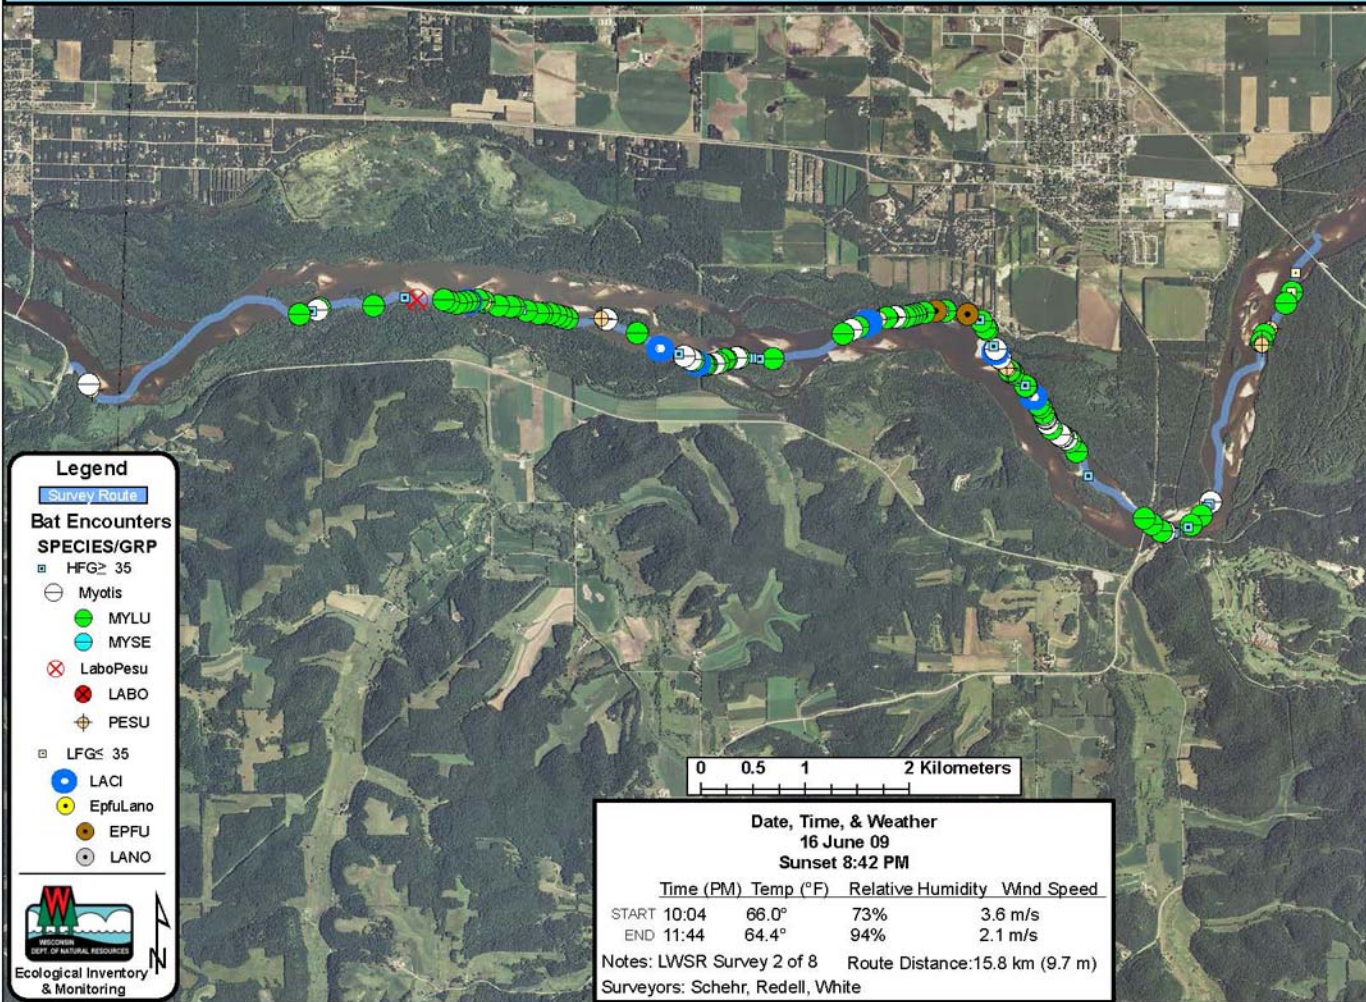 Legend
Survey Route
Bat Encounters
SPECIES/GRP
HFG≥ 35
Myotis
MYLU
MYSE
LaboPesu
LABO
PESU
LFG≤ 35
LACI
EpfuLano
EPFU
LANO
W
WISCONSIN
DEPT. OF NATURAL RESOURCES
N
Ecological Inventory
& Monitoring
0 0.5 1 2 Kilometers
Date, Time, & Weather
16 June 09
Sunset 8:42 PM
Time (PM) Temp (°F) Relative Humidity Wind Speed
START 10:04 66.0° 73% 3.6 m/s
END 11:44 64.4° 94% 2.1 m/s
Notes: LWSR Survey 2 of 8 Route Distance:15.8 km (9.7 m)
Surveyors: Schehr, Redell, White